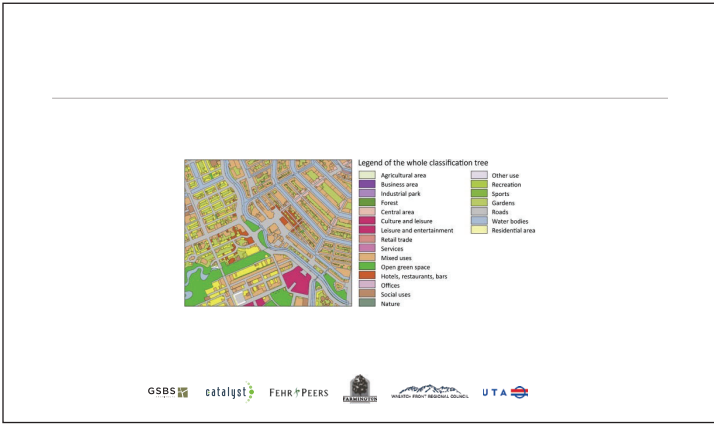 Legend of the whole classification tree
Agricultural area
Business area
Industrial park
Forest
Central area
Culture and leisure
Leisure and entertainment
Retail trade
Services
Mixed uses
Open green space
Hotels, restaurants, bars
Offices
Social uses
Nature
Other use
Recreation
Sports
Gardens
Roads
Water bodies
Residential area
GSBS
catalyst
FEHR PEERS
FARMINGTON
WASATCH FRONT REGIONAL COUNCIL
UTA